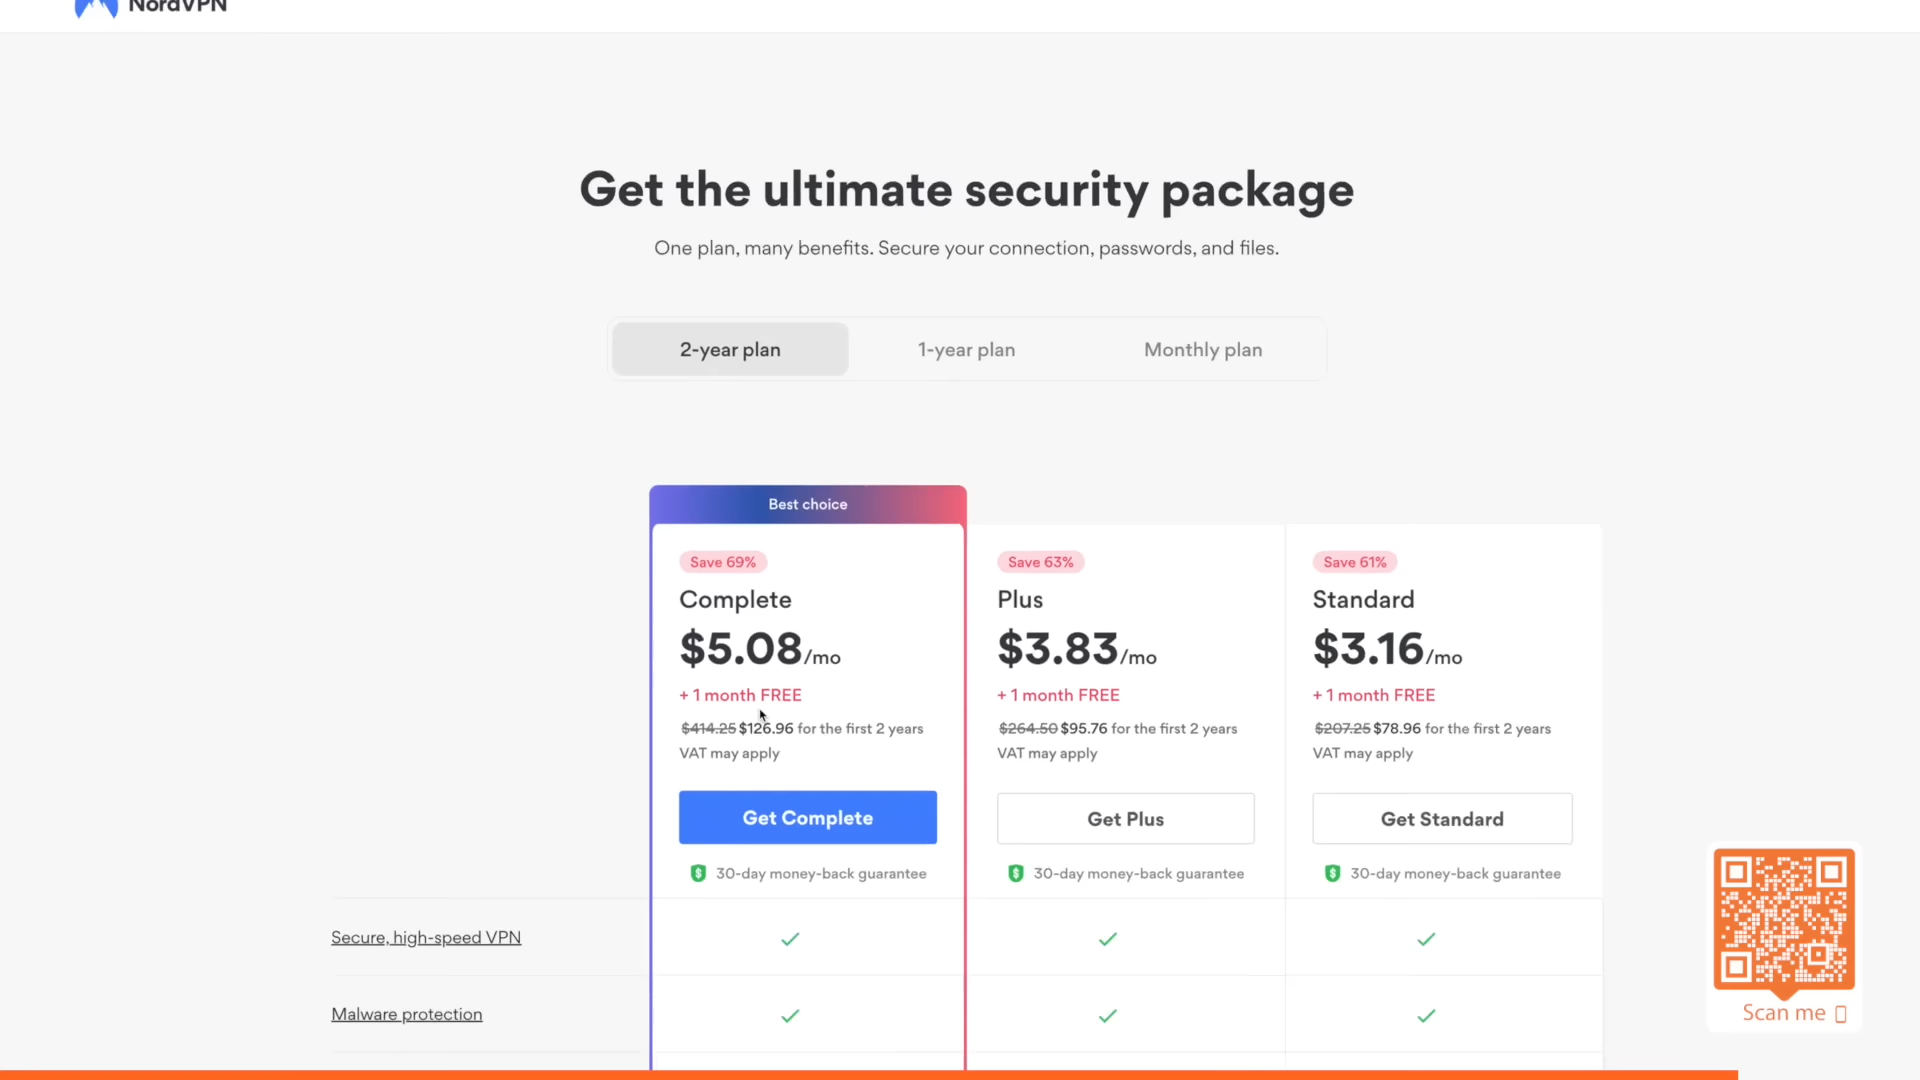 NordVPN
Get the ultimate security package
One plan, many benefits. Secure your connection, passwords, and files.
2-year plan
1-year plan
Monthly plan
Best choice
Save 69%
Complete
$5.08/mo
+ 1 month FREE
$414.25 $126.96 for the first 2 years
VAT may apply
Get Complete
30-day money-back guarantee
Save 63%
Plus
$3.83/mo
+ 1 month FREE
$264.50 $95.76 for the first 2 years
VAT may apply
Get Plus
30-day money-back guarantee
Save 61%
Standard
$3.16/mo
+ 1 month FREE
$207.25 $78.96 for the first 2 years
VAT may apply
Get Standard
30-day money-back guarantee
Secure, high-speed VPN
Malware protection
Scan me